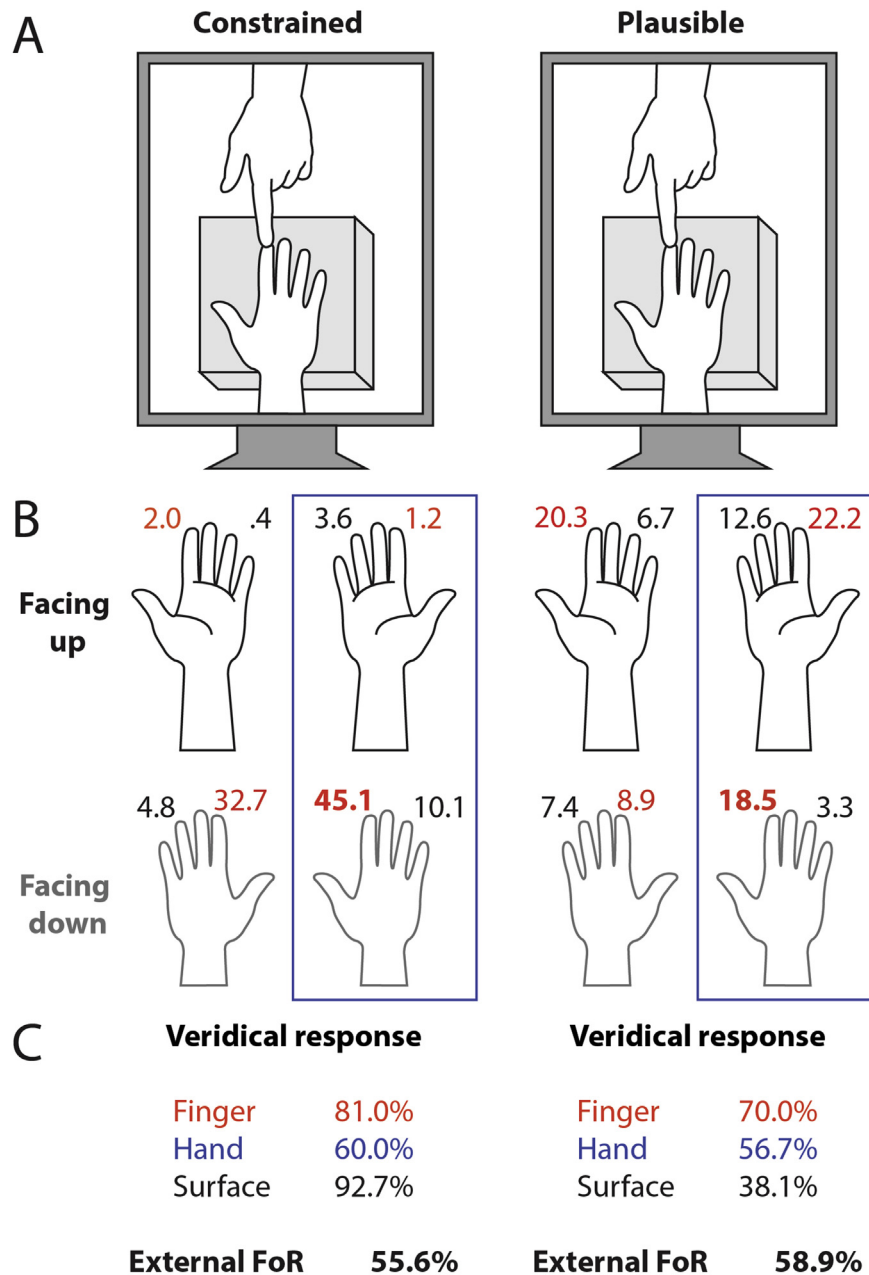 A
Constrained Plausible
B
2.0 .4 3.6 1.2 20.3 6.7 12.6 22.2
Facing
up
4.8 32.7 45.1 10.1 7.4 8.9 18.5 3.3
Facing
down
C
Veridical response Veridical response
Finger 81.0% Finger 70.0%
Hand 60.0% Hand 56.7%
Surface 92.7% Surface 38.1%
External FoR 55.6% External FoR 58.9%